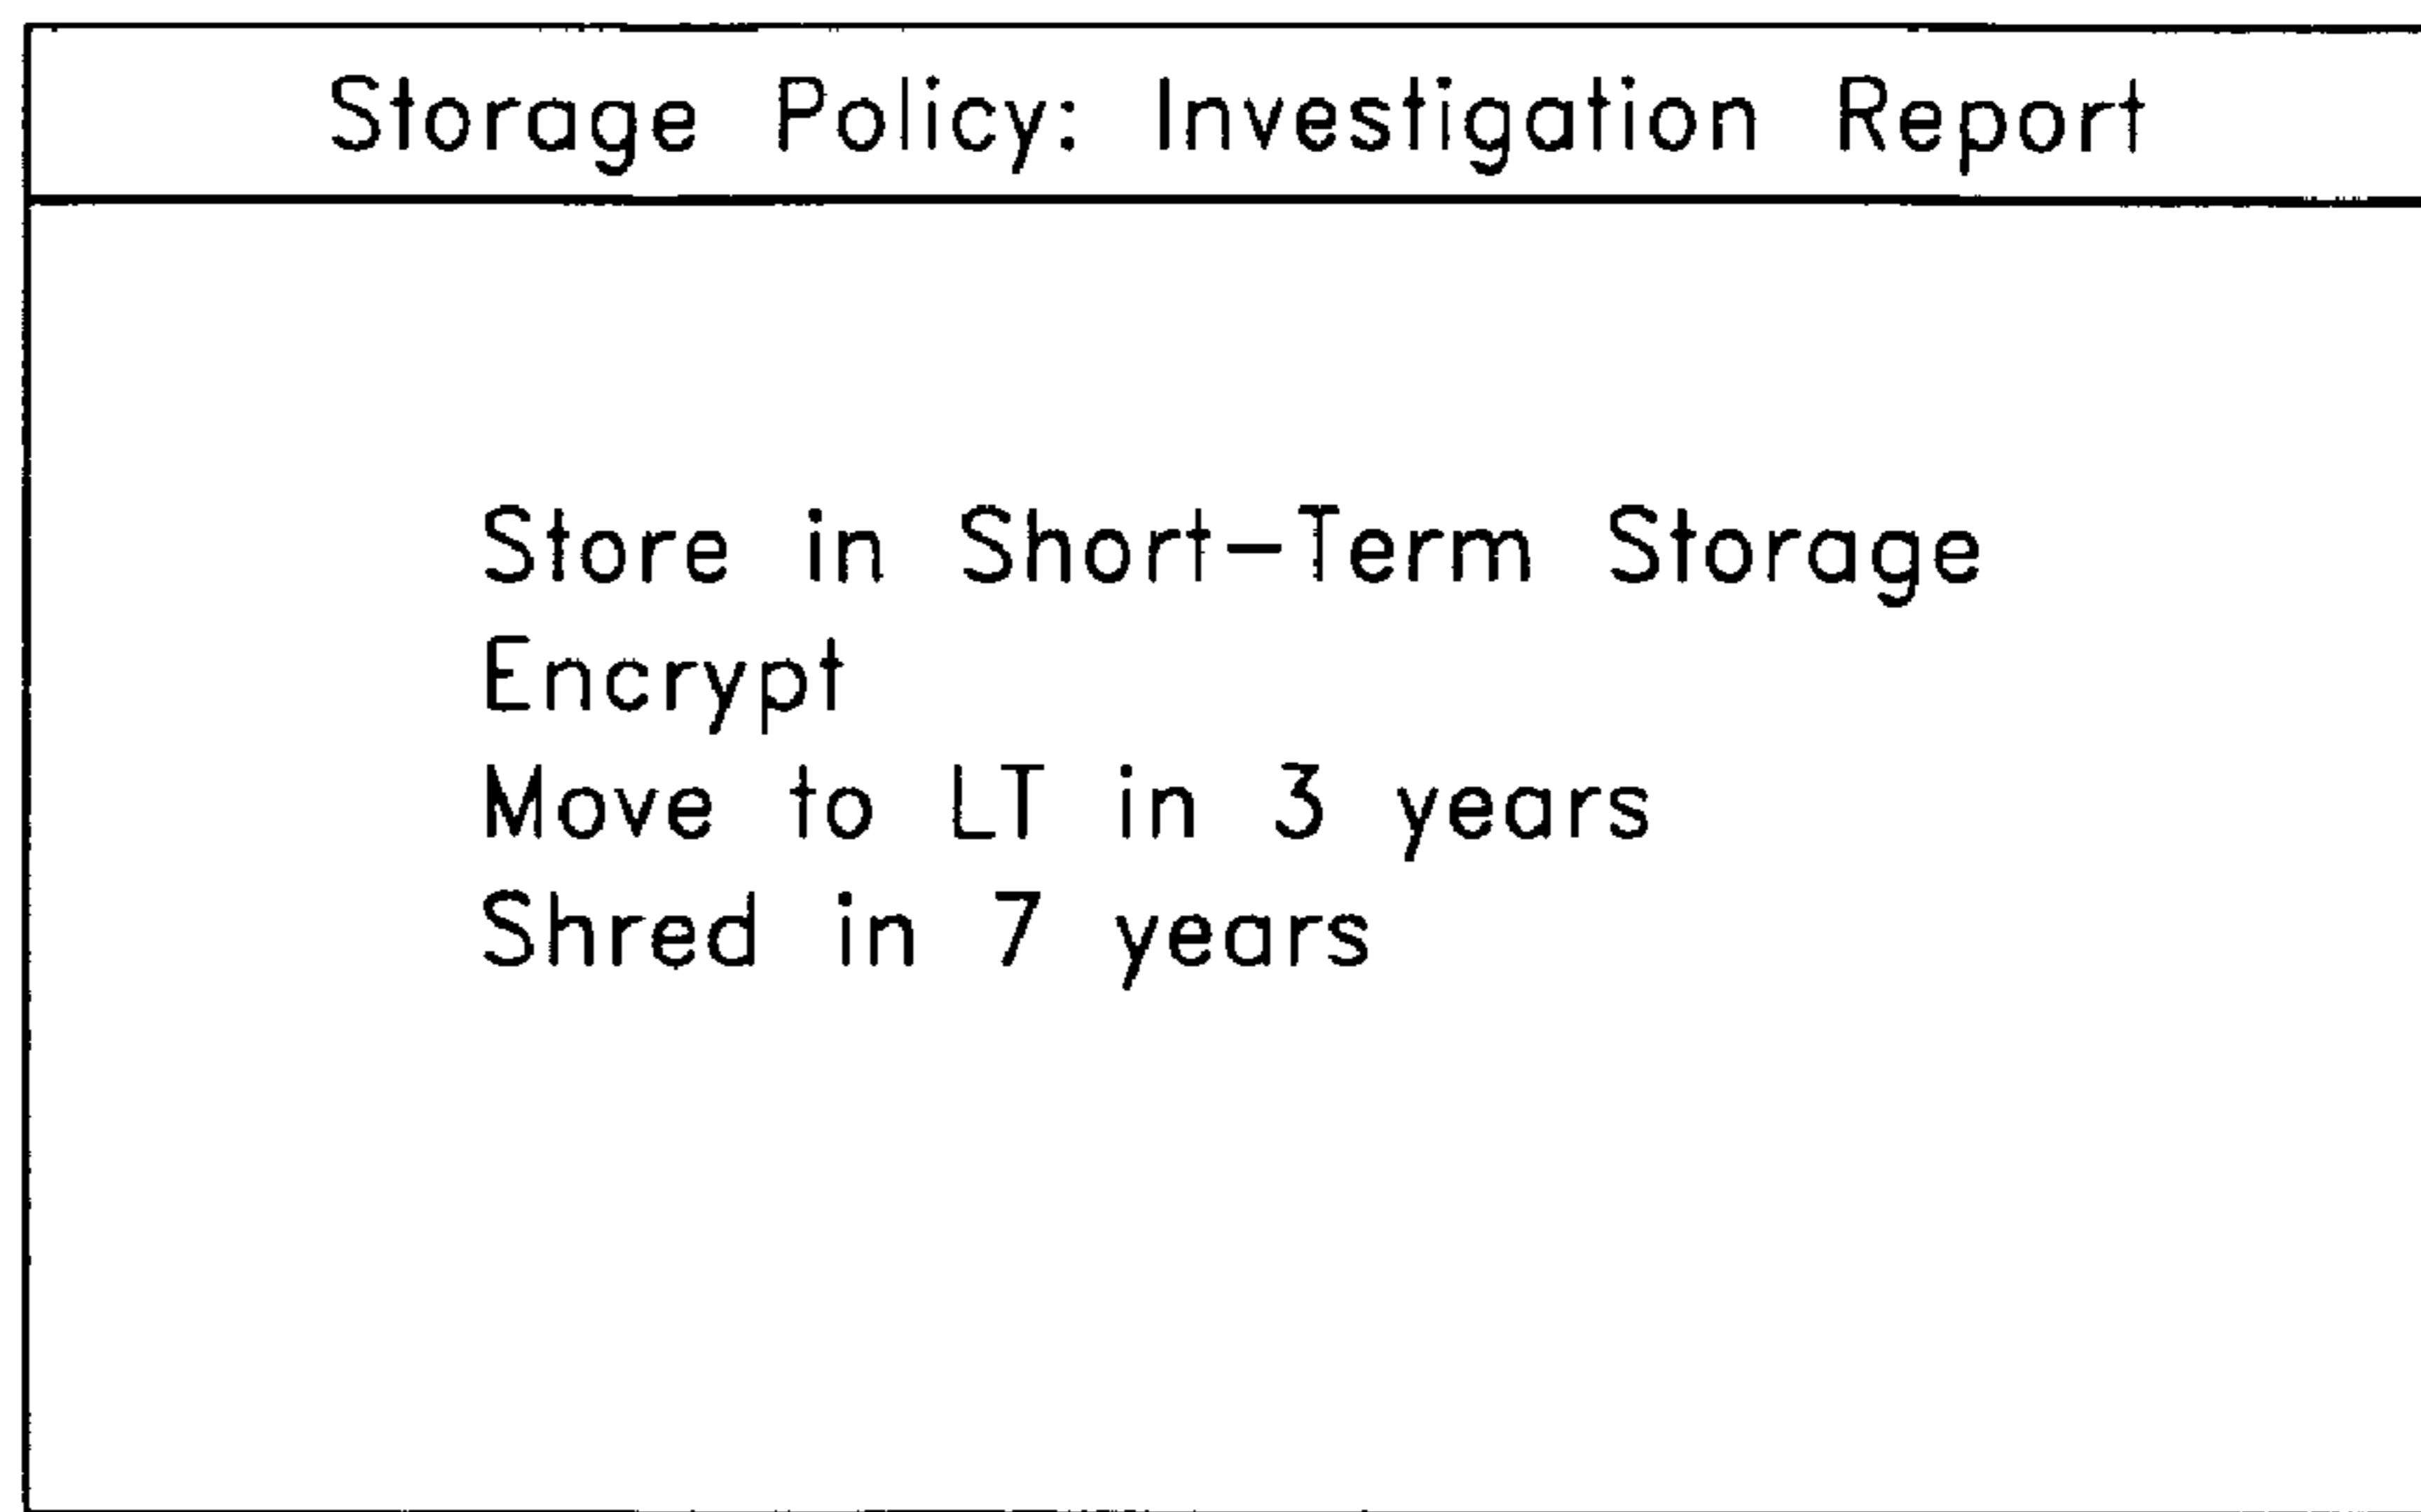 Storage Policy: Investigation Report
Store in Short-Term Storage
Encrypt
Move to LT in 3 years
Shred in 7 years